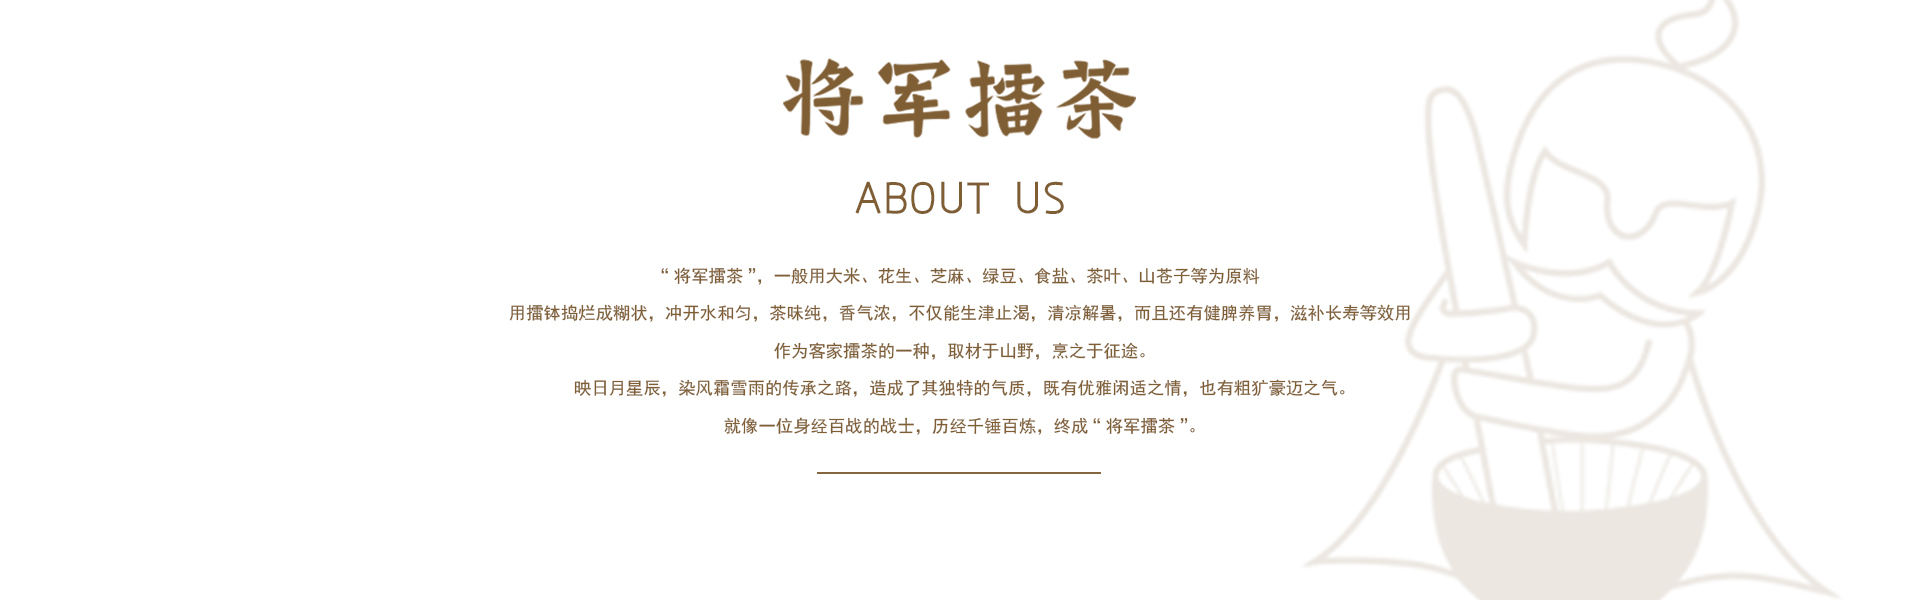 将军擂茶
ABOUT US
“将军擂茶”，一般用大米、花生、芝麻、绿豆、食盐、茶叶、山苍子等为原料
用擂钵捣烂成糊状，冲开水和匀，茶味纯，香气浓，不仅能生津止渴，清凉解暑，而且还有健脾养胃，滋补长寿等效用
作为客家擂茶的一种，取材于山野，烹之于征途。
映日月星辰，染风霜雪雨的传承之路，造成了其独特的气质，既有优雅闲适之情，也有粗犷豪迈之气。
就像一位身经百战的战士，历经千锤百炼，终成“将军擂茶”。